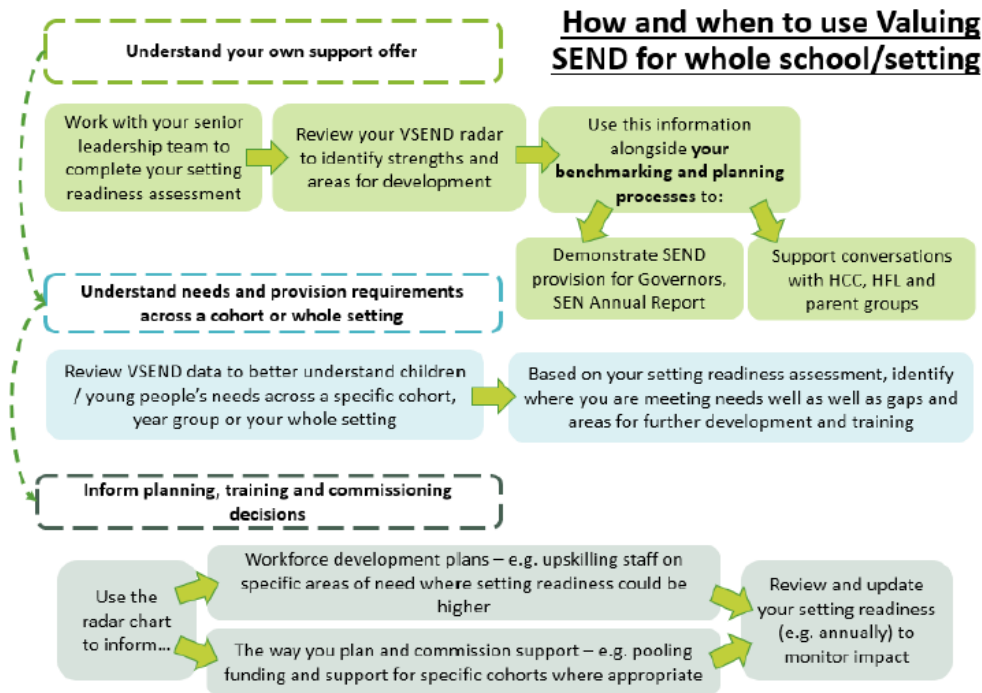 How and when to use Valuing
SEND for whole school/setting
Understand your own support offer
Work with your senior
leadership team to
complete your setting
readiness assessment
Review your VSEND radar
to identify strengths and
areas for development
Use this information
alongside your
benchmarking and planning
processes to:
Demonstrate SEND
provision for Governors,
SEN Annual Report
Support conversations
with HCC, HFL and
parent groups
Understand needs and provision requirements
across a cohort or whole setting
Review VSEND data to better understand children
/ young people's needs across a specific cohort,
year group or your whole setting
Based on your setting readiness assessment, identify
where you are meeting needs well as well as gaps and
areas for further development and training
Inform planning, training and commissioning
decisions
Use the
radar chart
to inform...
Workforce development plans – e.g. upskilling staff on
specific areas of need where setting readiness could be
higher
The way you plan and commission support – e.g. pooling
funding and support for specific cohorts where appropriate
Review and update
your setting readiness
(e.g. annually) to
monitor impact